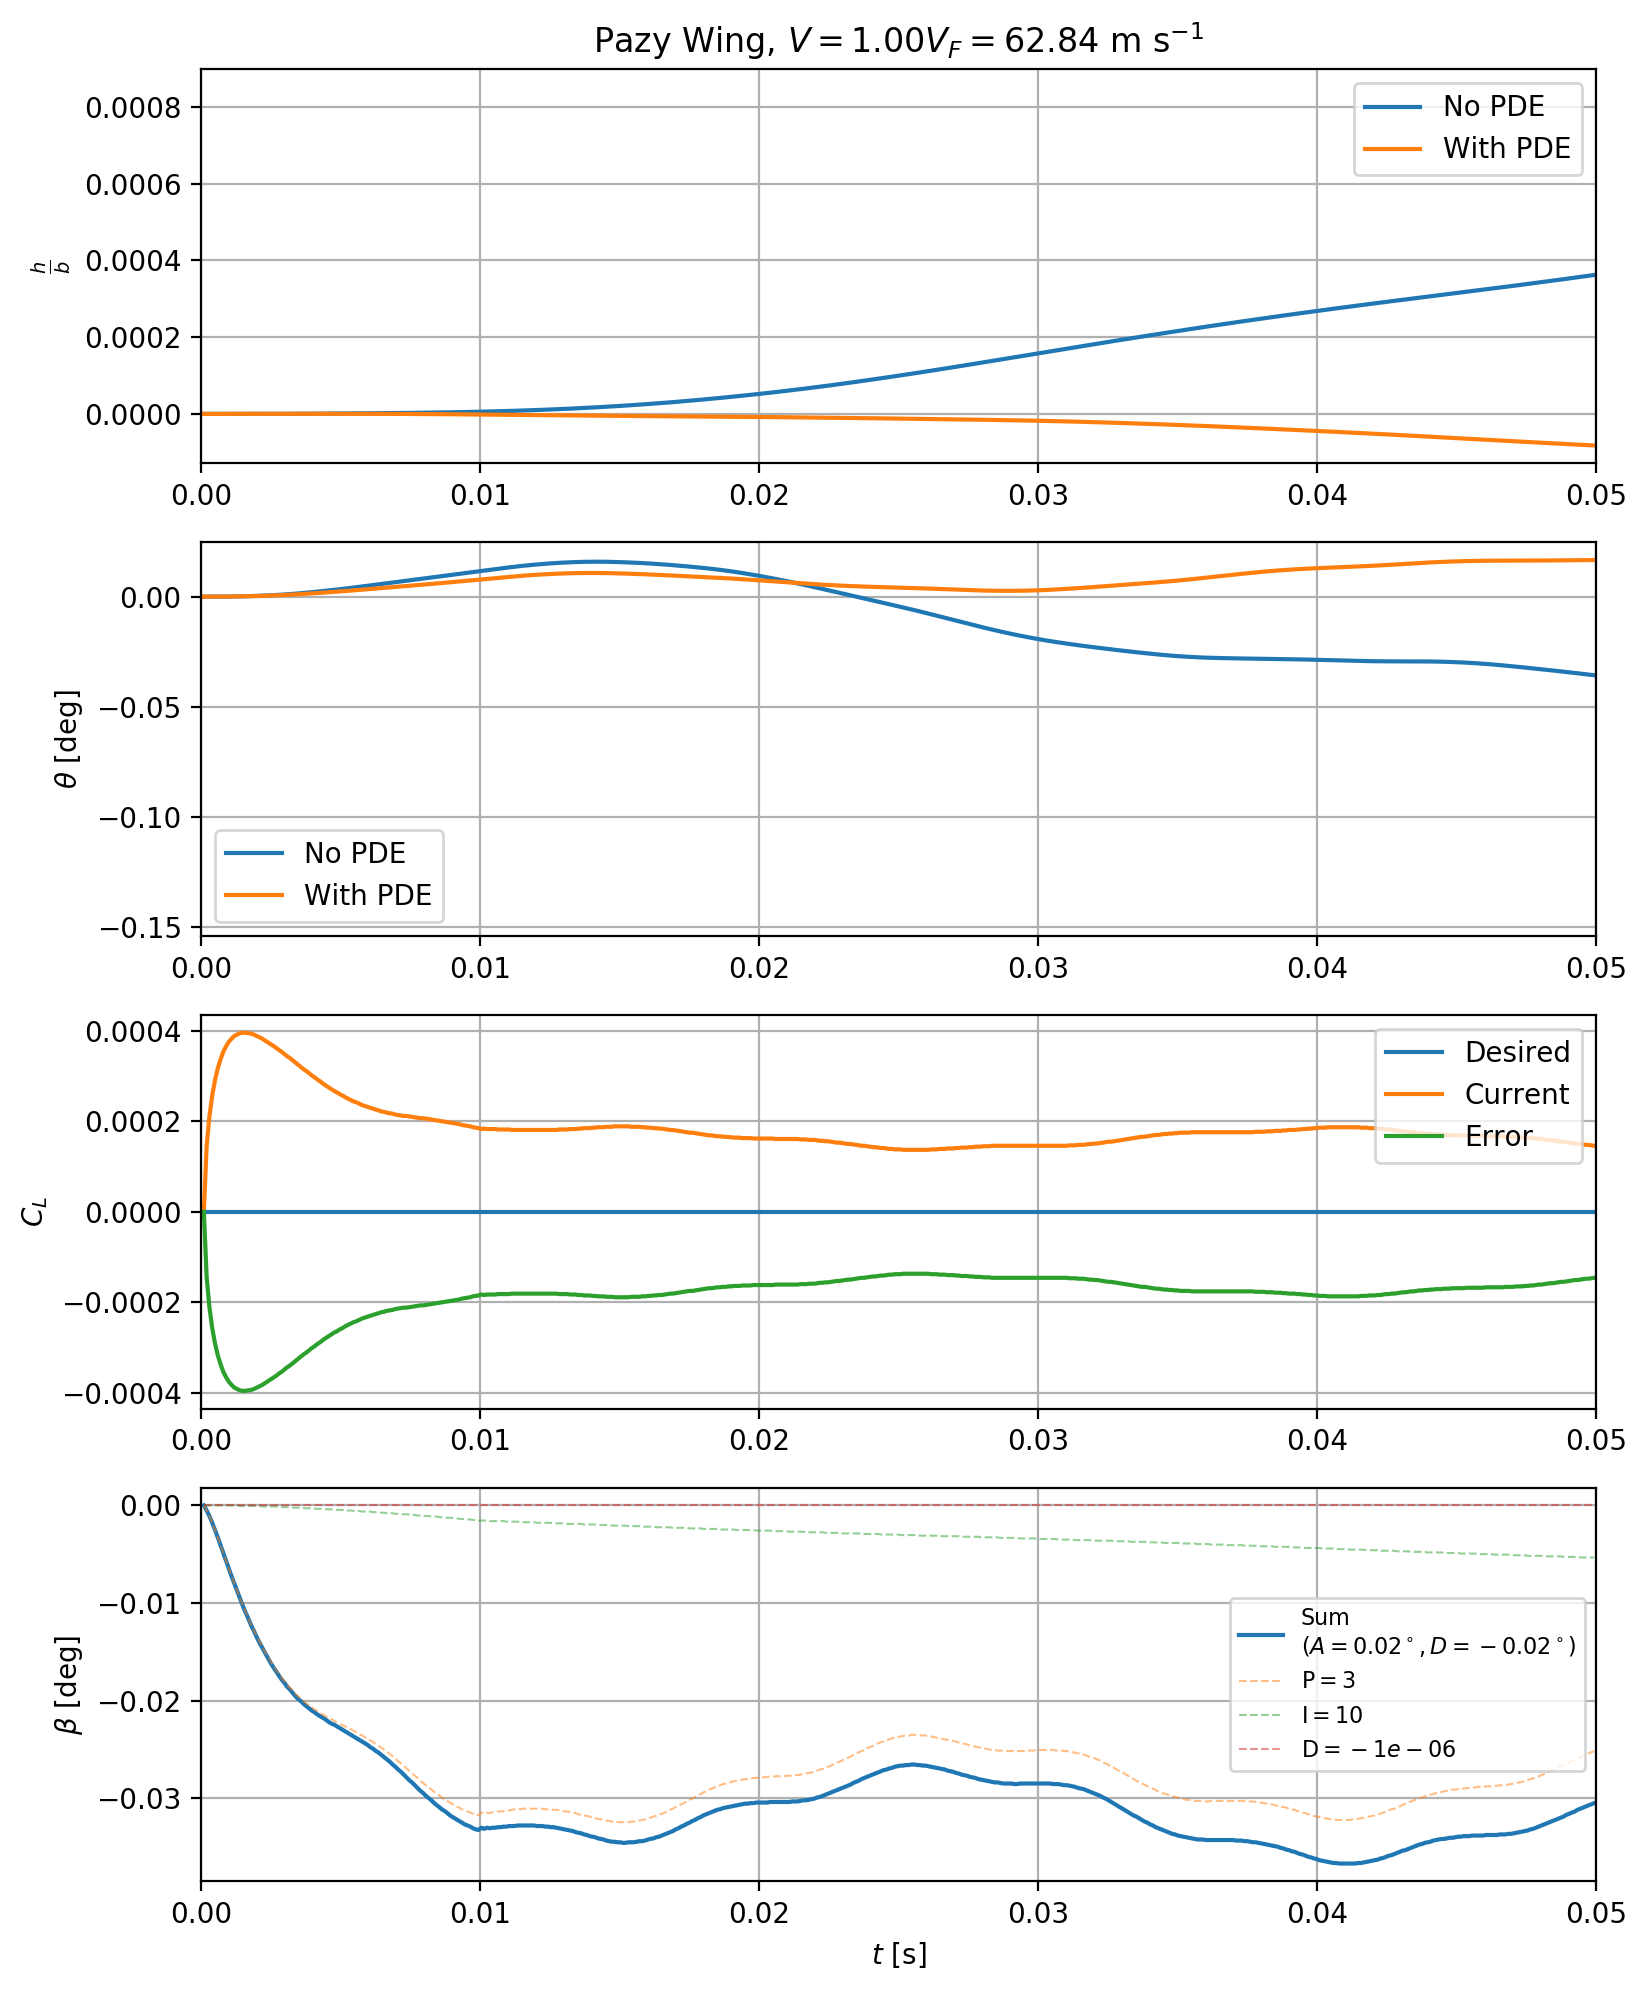 Pazy Wing, V = 1.00V_F = 62.84 m s⁻¹
h/b
0.0008
0.0006
0.0004
0.0002
0.0000
No PDE
With PDE
0.00 0.01 0.02 0.03 0.04 0.05
θ [deg]
0.00
−0.05
−0.10
−0.15
No PDE
With PDE
0.00 0.01 0.02 0.03 0.04 0.05
C_L
0.0004
0.0002
0.0000
−0.0002
−0.0004
Desired
Current
Error
0.00 0.01 0.02 0.03 0.04 0.05
β [deg]
0.00
−0.01
−0.02
−0.03
Sum
(A = 0.02°, D = −0.02°)
P = 3
I = 10
D = −1e − 06
0.00 0.01 0.02 0.03 0.04 0.05
t [s]